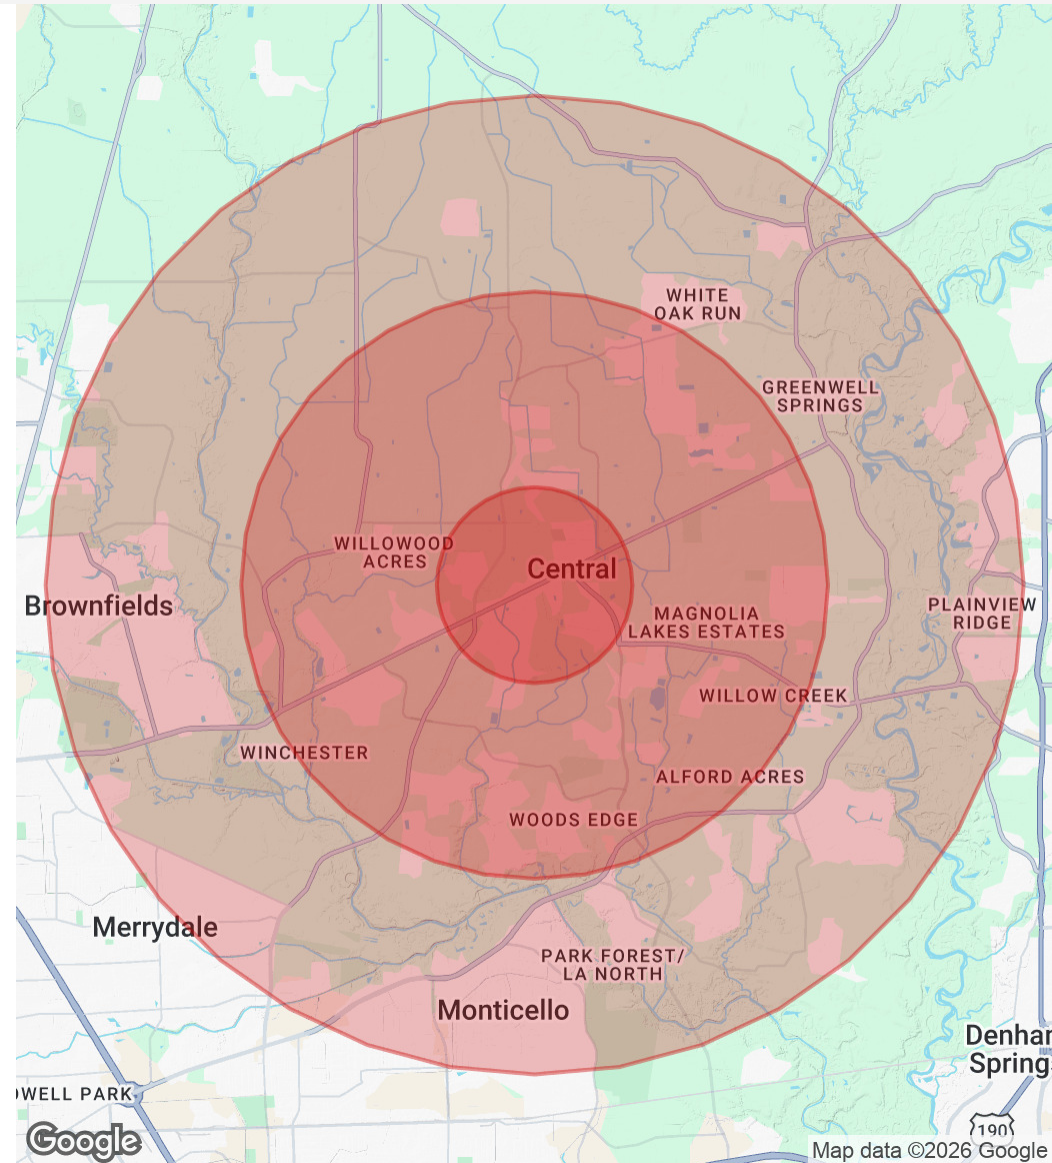 WHITE
OAK RUN
GREENWELL
SPRINGS
WILLOWOOD
ACRES
Central
Brownfields
MAGNOLIA
LAKES ESTATES
PLAINVIEW
RIDGE
WILLOW CREEK
WINCHESTER
ALFORD ACRES
WOODS EDGE
Merrydale
PARK FOREST/
LA NORTH
Monticello
Denham
Springs
OWELL PARK
190
Google
Map data ©2026 Google